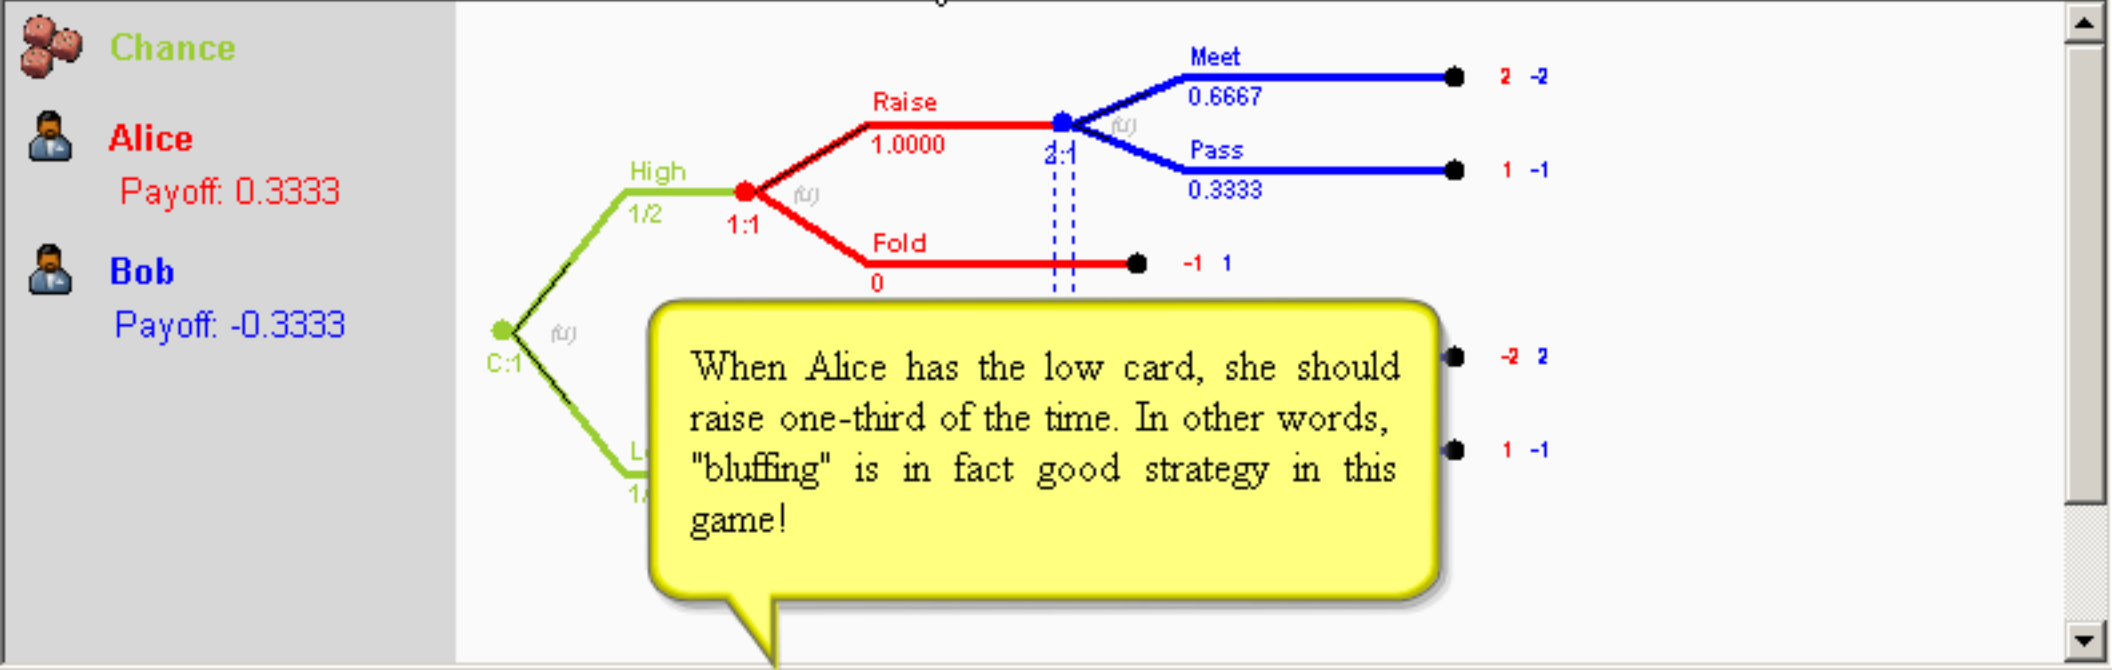 Chance
Alice
Payoff: 0.3333
Bob
Payoff: -0.3333
C:1
f(.)
High
1/2
1:1
f(.)
Raise
1.0000
2:1
f(.)
Meet
0.6667
2 -2
Pass
0.3333
1 -1
Fold
0
-1 1
-2 2
1 -1
When Alice has the low card, she should
raise one-third of the time. In other words,
"bluffing" is in fact good strategy in this
game!